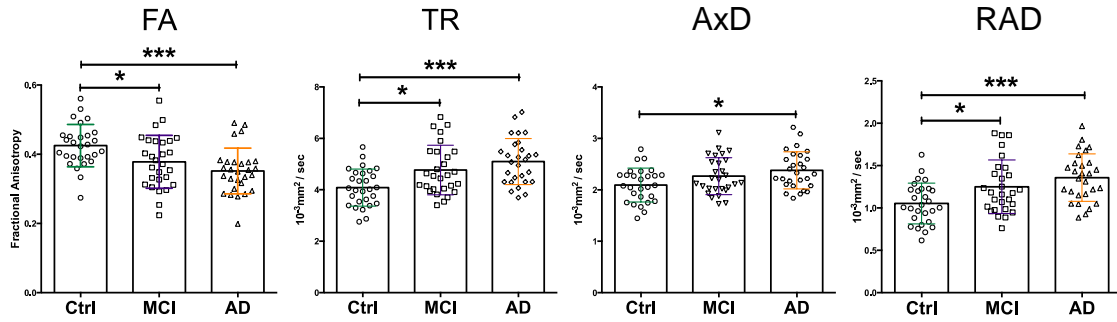 FA
***
*
Fractional Anisotropy
0.6
0.4
0.2
0.0
Ctrl MCI AD
TR
***
*
10⁻³mm² / sec
8
6
4
2
0
Ctrl MCI AD
AxD
*
10⁻³mm² / sec
4
3
2
1
0
Ctrl MCI AD
RAD
***
*
10⁻³mm² / sec
2.5
2.0
1.5
1.0
0.5
0.0
Ctrl MCI AD